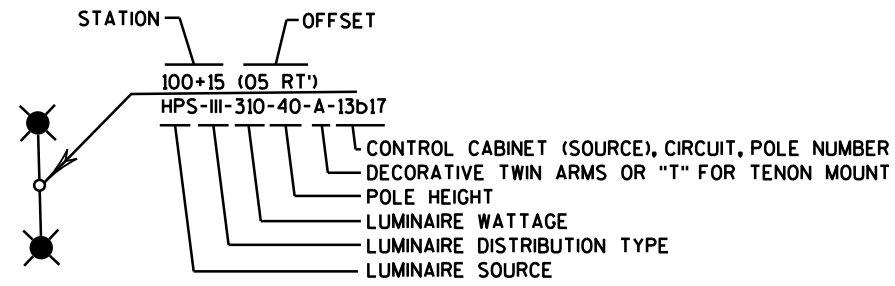 STATION
OFFSET
100+15 (05 RT')
HPS-III-310-40-A-13b17
CONTROL CABINET (SOURCE), CIRCUIT, POLE NUMBER
DECORATIVE TWIN ARMS OR "T" FOR TENON MOUNT
POLE HEIGHT
LUMINAIRE WATTAGE
LUMINAIRE DISTRIBUTION TYPE
LUMINAIRE SOURCE